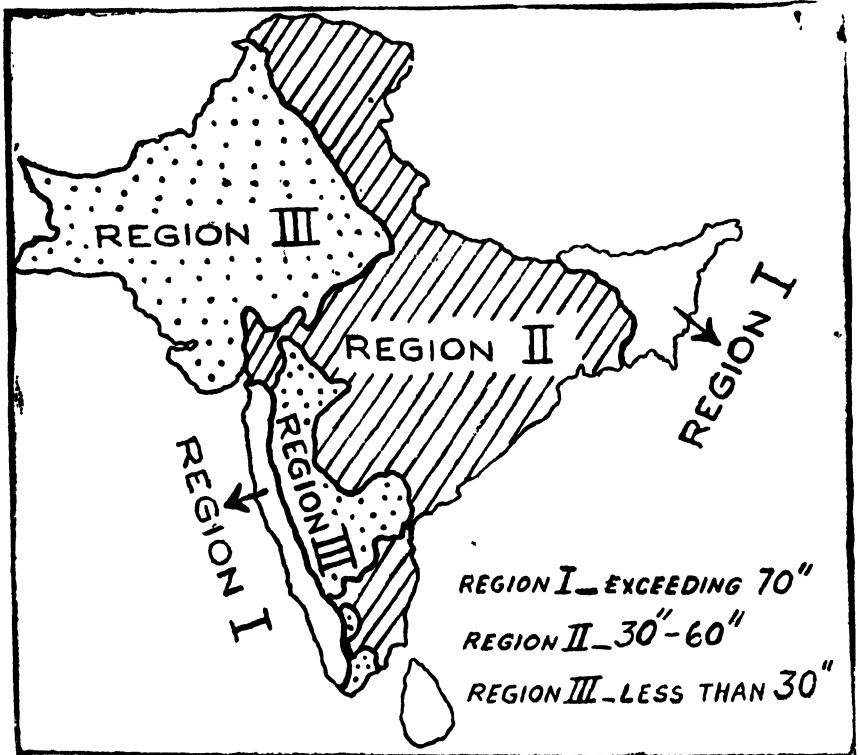 REGION III
REGION II
REGION I
REGION III
REGION I
REGION I_EXCEEDING 70"
REGION II_30"-60"
REGION III_LESS THAN 30"